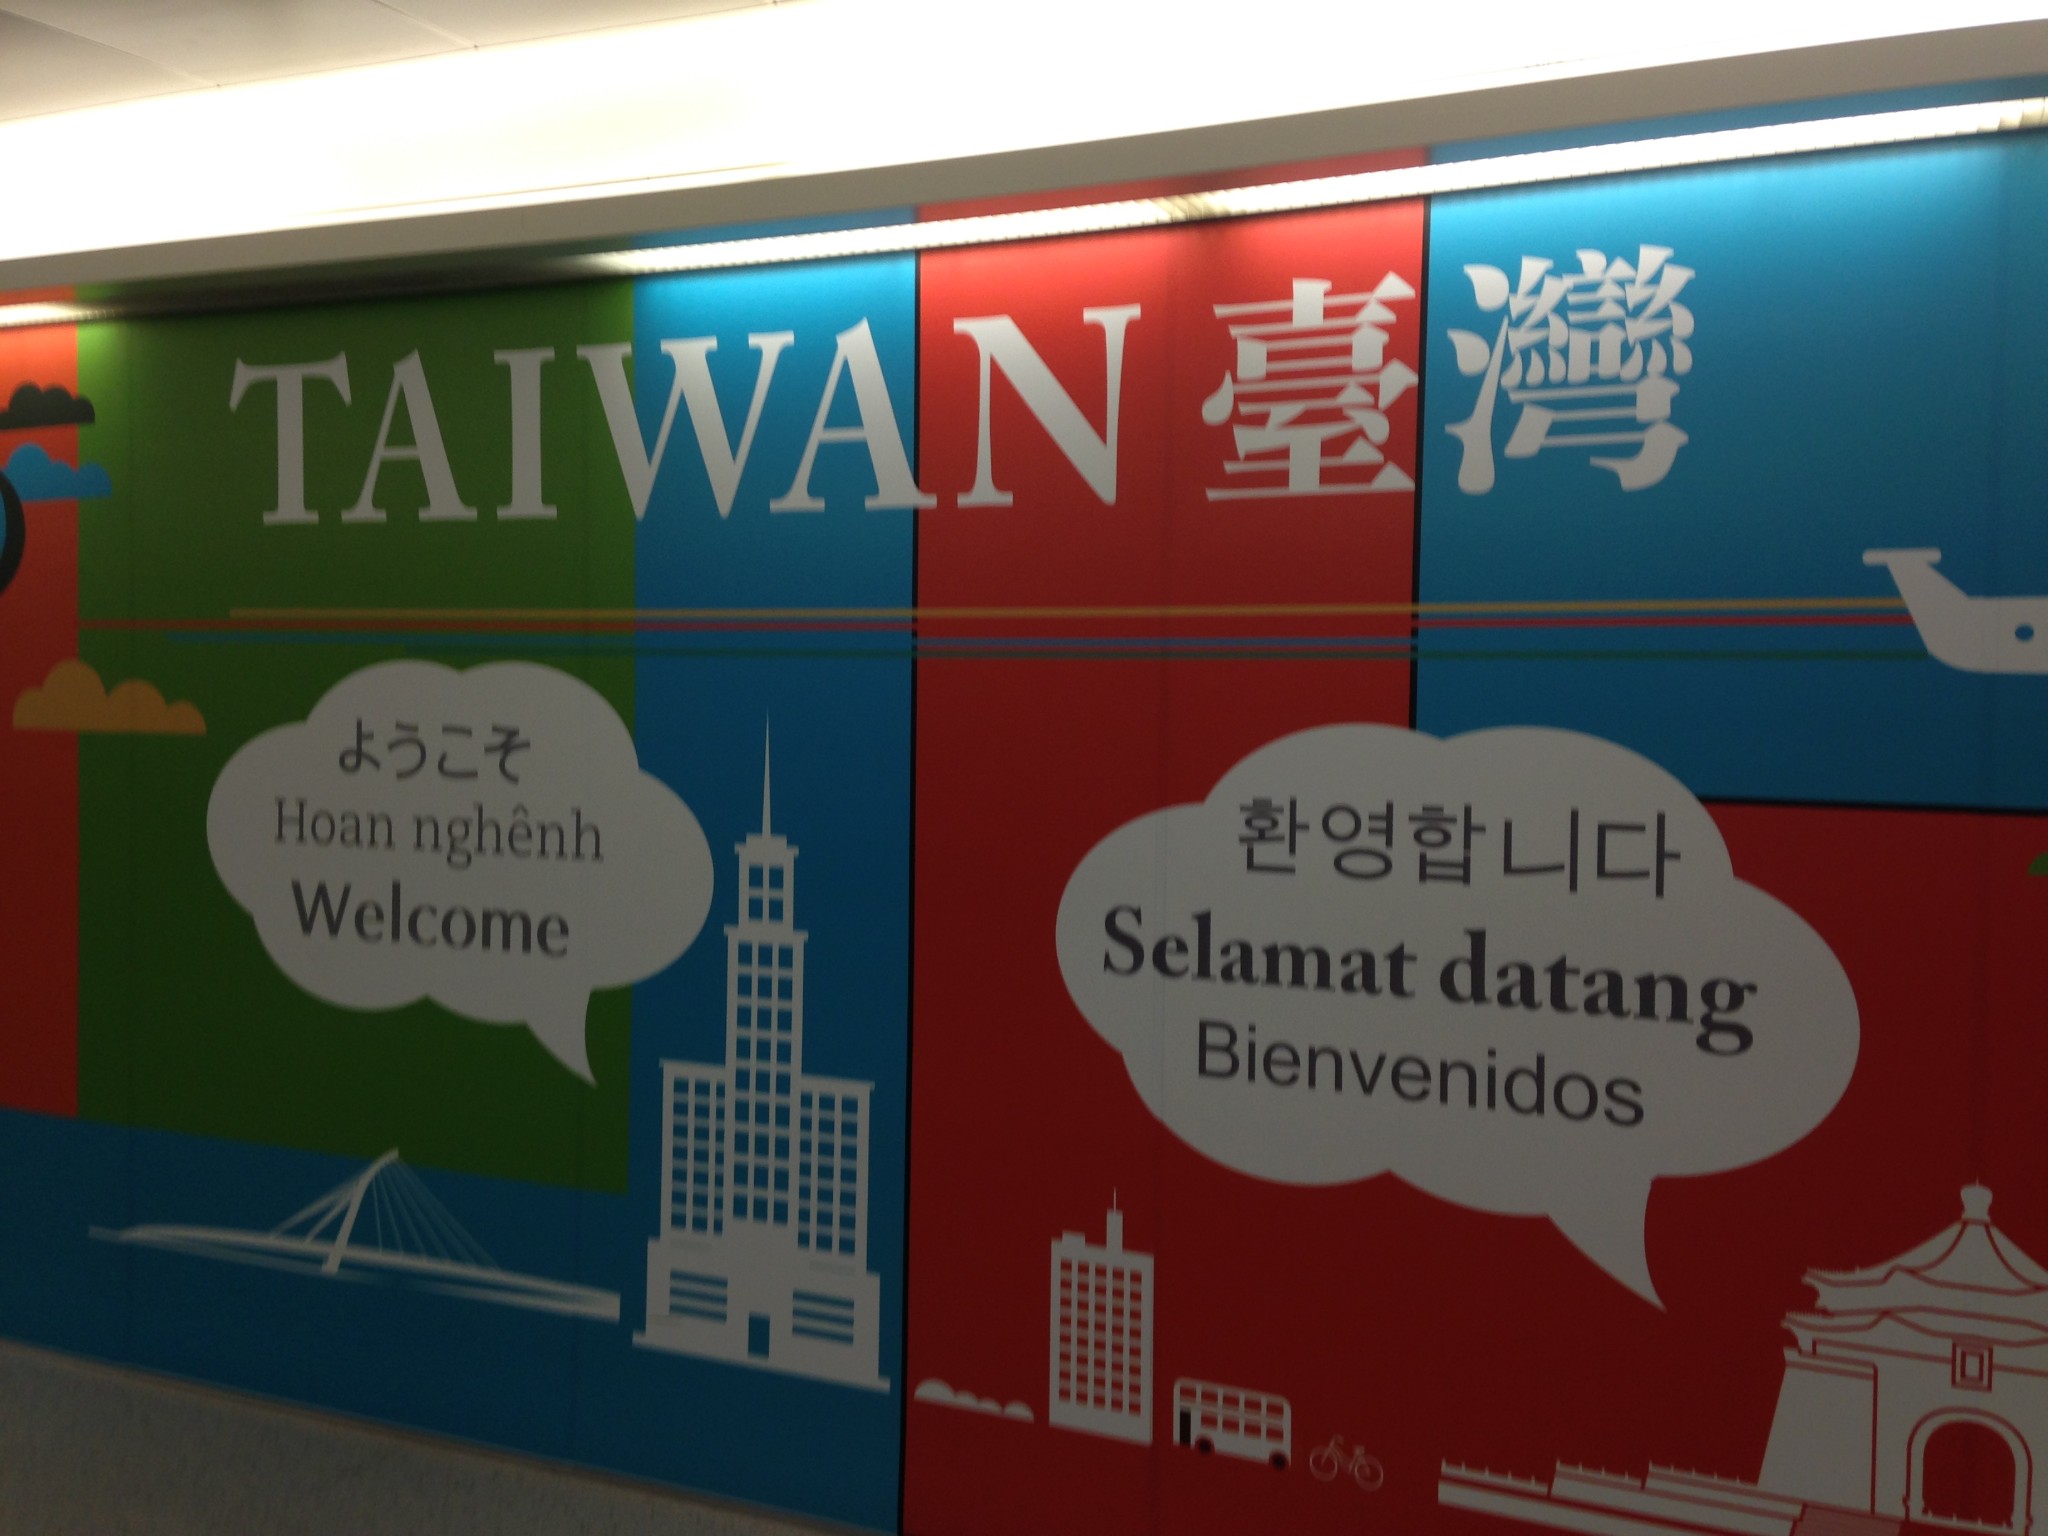 TAIWAN 臺灣
ようこそ
Hoan nghênh
Welcome
환영합니다
Selamat datang
Bienvenidos